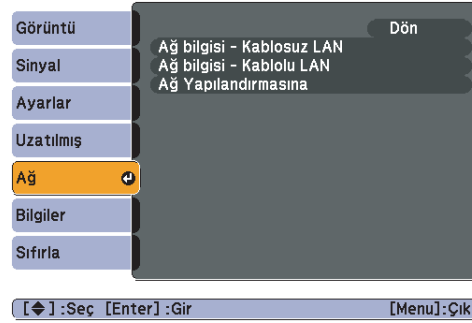 Görüntü
Sinyal
Ayarlar
Uzatılmış
Ağ
Bilgiler
Sıfırla
Dön
Ağ bilgisi - Kablosuz LAN
Ağ bilgisi - Kablolu LAN
Ağ Yapılandırmasına
[◆]:Seç [Enter]:Gir [Menu]:Çık